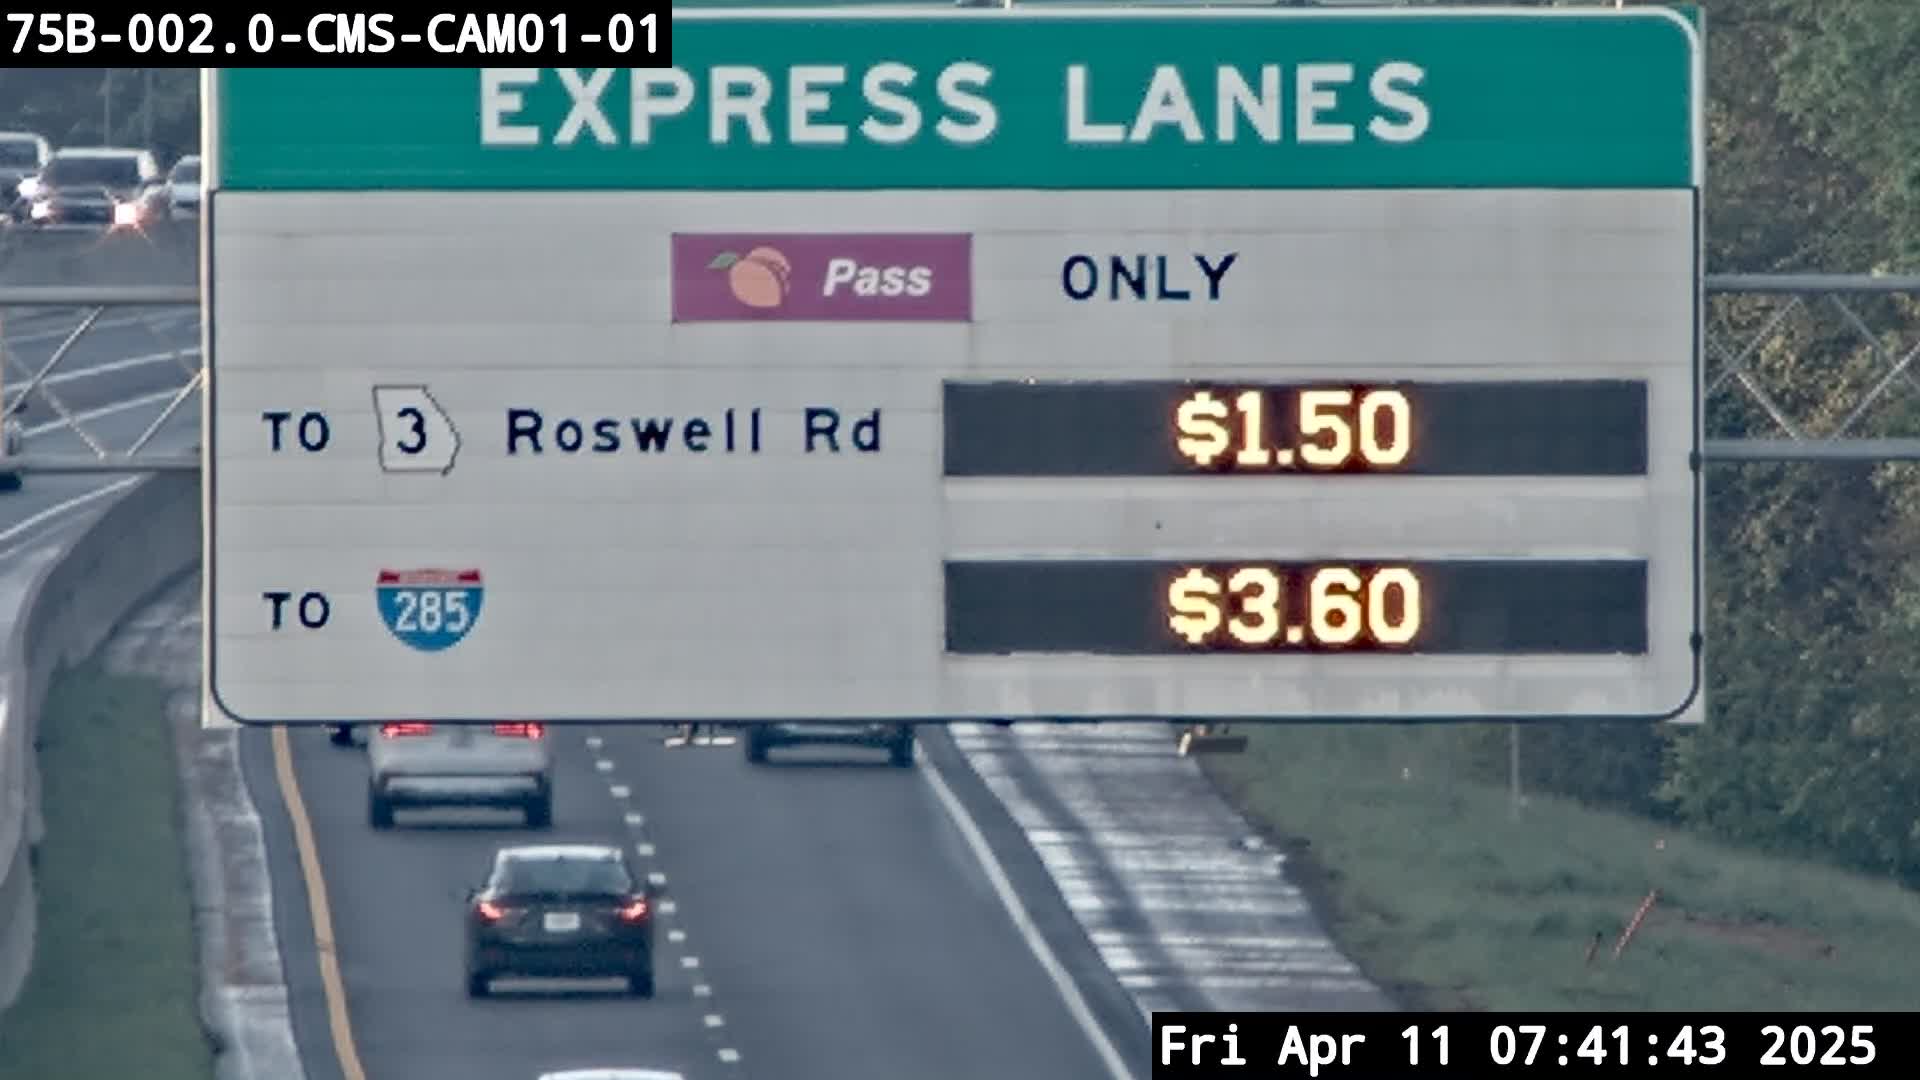 75B-002.0-CMS-CAM01-01
EXPRESS LANES
Pass ONLY
TO 3 Roswell Rd $1.50
TO 285 $3.60
Fri Apr 11 07:41:43 2025